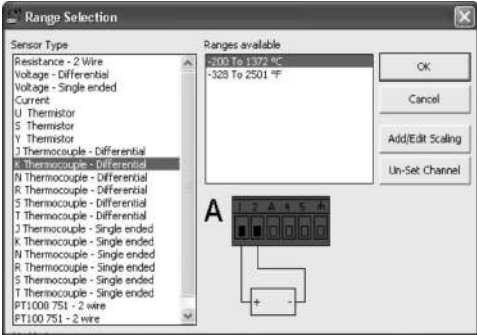 Range Selection
Sensor Type
Resistance - 2 Wire
Voltage - Differential
Voltage - Single ended
Current
U Thermistor
S Thermistor
Y Thermistor
J Thermocouple - Differential
K Thermocouple - Differential
N Thermocouple - Differential
R Thermocouple - Differential
S Thermocouple - Differential
T Thermocouple - Differential
J Thermocouple - Single ended
K Thermocouple - Single ended
N Thermocouple - Single ended
R Thermocouple - Single ended
S Thermocouple - Single ended
T Thermocouple - Single ended
PT1000 751 - 2 wire
PT100 751 - 2 wire
Ranges available
-200 To 1372 °C
-328 To 2501 °F
OK
Cancel
Add/Edit Scaling
Un-Set Channel
A
1 2 A 4 5
+ -